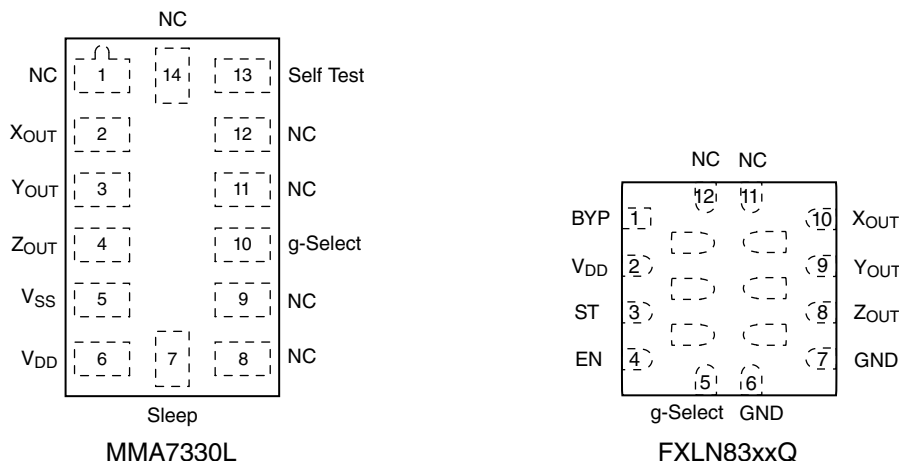 NC
NC 1 14 13 Self Test
XOUT 2 12 NC
YOUT 3 11 NC
ZOUT 4 10 g-Select
VSS 5 9 NC
VDD 6 7 8 NC
Sleep
MMA7330L
NC NC
12 11
BYP 1 10 XOUT
VDD 2 9 YOUT
ST 3 8 ZOUT
EN 4 7 GND
5 6
g-Select GND
FXLN83xxQ